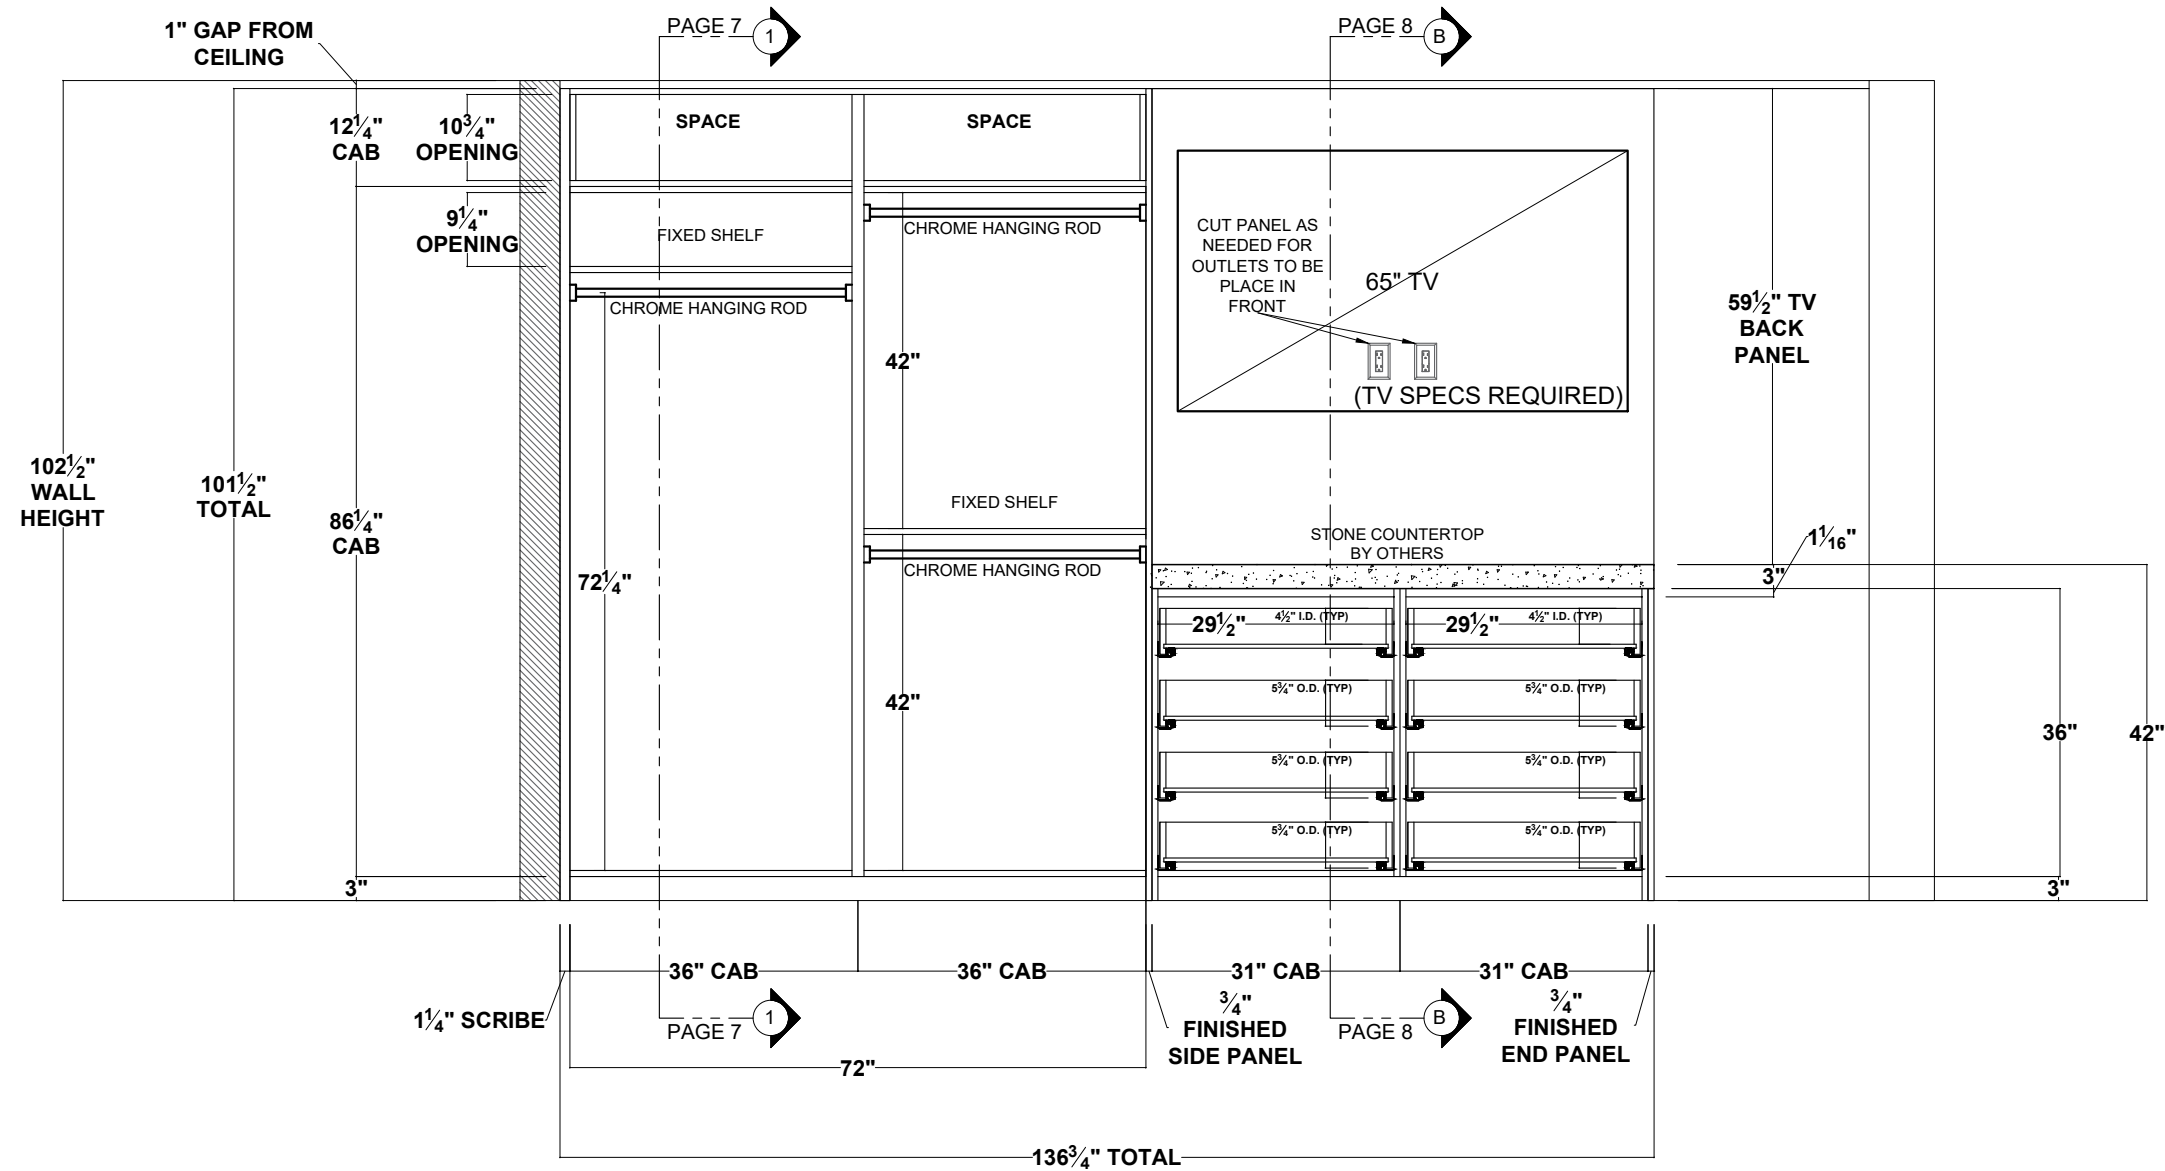 1" GAP FROM
CEILING
PAGE 7
1
PAGE 8
B
12¼"
CAB
10¾"
OPENING
SPACE
SPACE
9¼"
OPENING
FIXED SHELF
CHROME HANGING ROD
CHROME HANGING ROD
CUT PANEL AS
NEEDED FOR
OUTLETS TO BE
PLACE IN
FRONT
65" TV
(TV SPECS REQUIRED)
59½" TV
BACK
PANEL
42"
102½"
WALL
HEIGHT
101½"
TOTAL
86¼"
CAB
FIXED SHELF
STONE COUNTERTOP
BY OTHERS
1¹⁄₁₆"
3"
72¼"
CHROME HANGING ROD
29½"
4½" I.D. (TYP)
29½"
4½" I.D. (TYP)
5¾" O.D. (TYP)
5¾" O.D. (TYP)
42"
36"
42"
5¾" O.D. (TYP)
5¾" O.D. (TYP)
5¾" O.D. (TYP)
5¾" O.D. (TYP)
3"
3"
36" CAB
36" CAB
31" CAB
31" CAB
1¼" SCRIBE
PAGE 7
1
¾"
FINISHED
SIDE PANEL
PAGE 8
B
¾"
FINISHED
END PANEL
72"
136¾" TOTAL